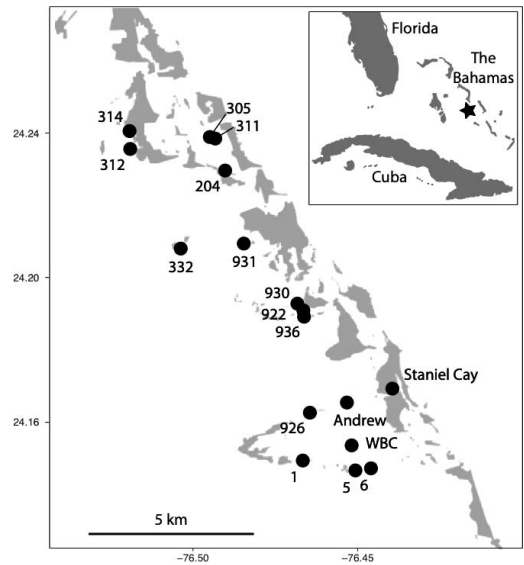 Florida
The
Bahamas
Cuba
24.24
24.20
24.16
314
305
311
312
204
332
931
930
922
936
Staniel Cay
926
Andrew
WBC
1
5
6
5 km
-76.50
-76.45